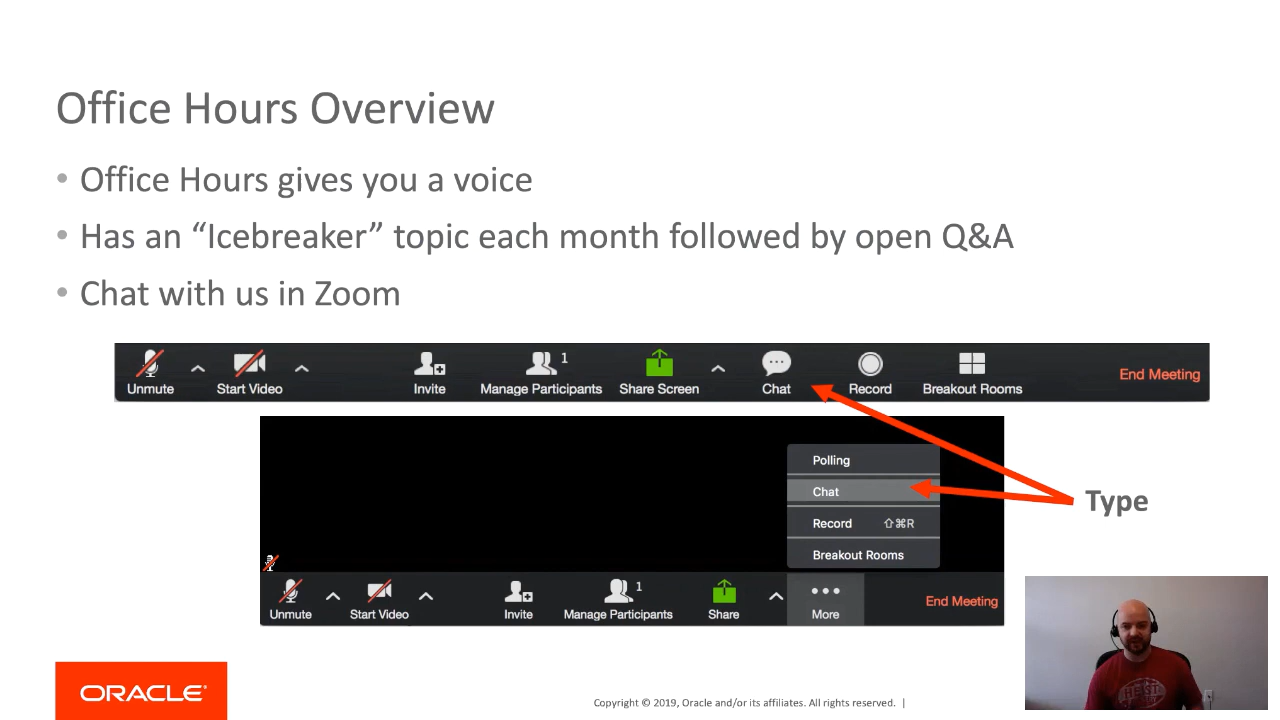 Office Hours Overview
• Office Hours gives you a voice
• Has an “Icebreaker” topic each month followed by open Q&A
• Chat with us in Zoom
Unmute Start Video Invite Manage Participants 1 Share Screen Chat Record Breakout Rooms End Meeting
Polling
Chat
Type
Record ⇧⌘R
Breakout Rooms
Unmute Start Video Invite Manage Participants 1 Share More End Meeting
ORACLE
Copyright © 2019, Oracle and/or its affiliates. All rights reserved. |